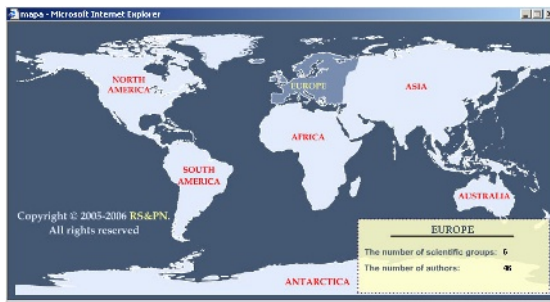 mapa - Microsoft Internet Explorer
NORTH
AMERICA
EUROPE
ASIA
AFRICA
SOUTH
AMERICA
AUSTRALIA
Copyright © 2005-2006 RS&PN.
All rights reserved
EUROPE
The number of scientific groups: 6
The number of authors: 46
ANTARCTICA